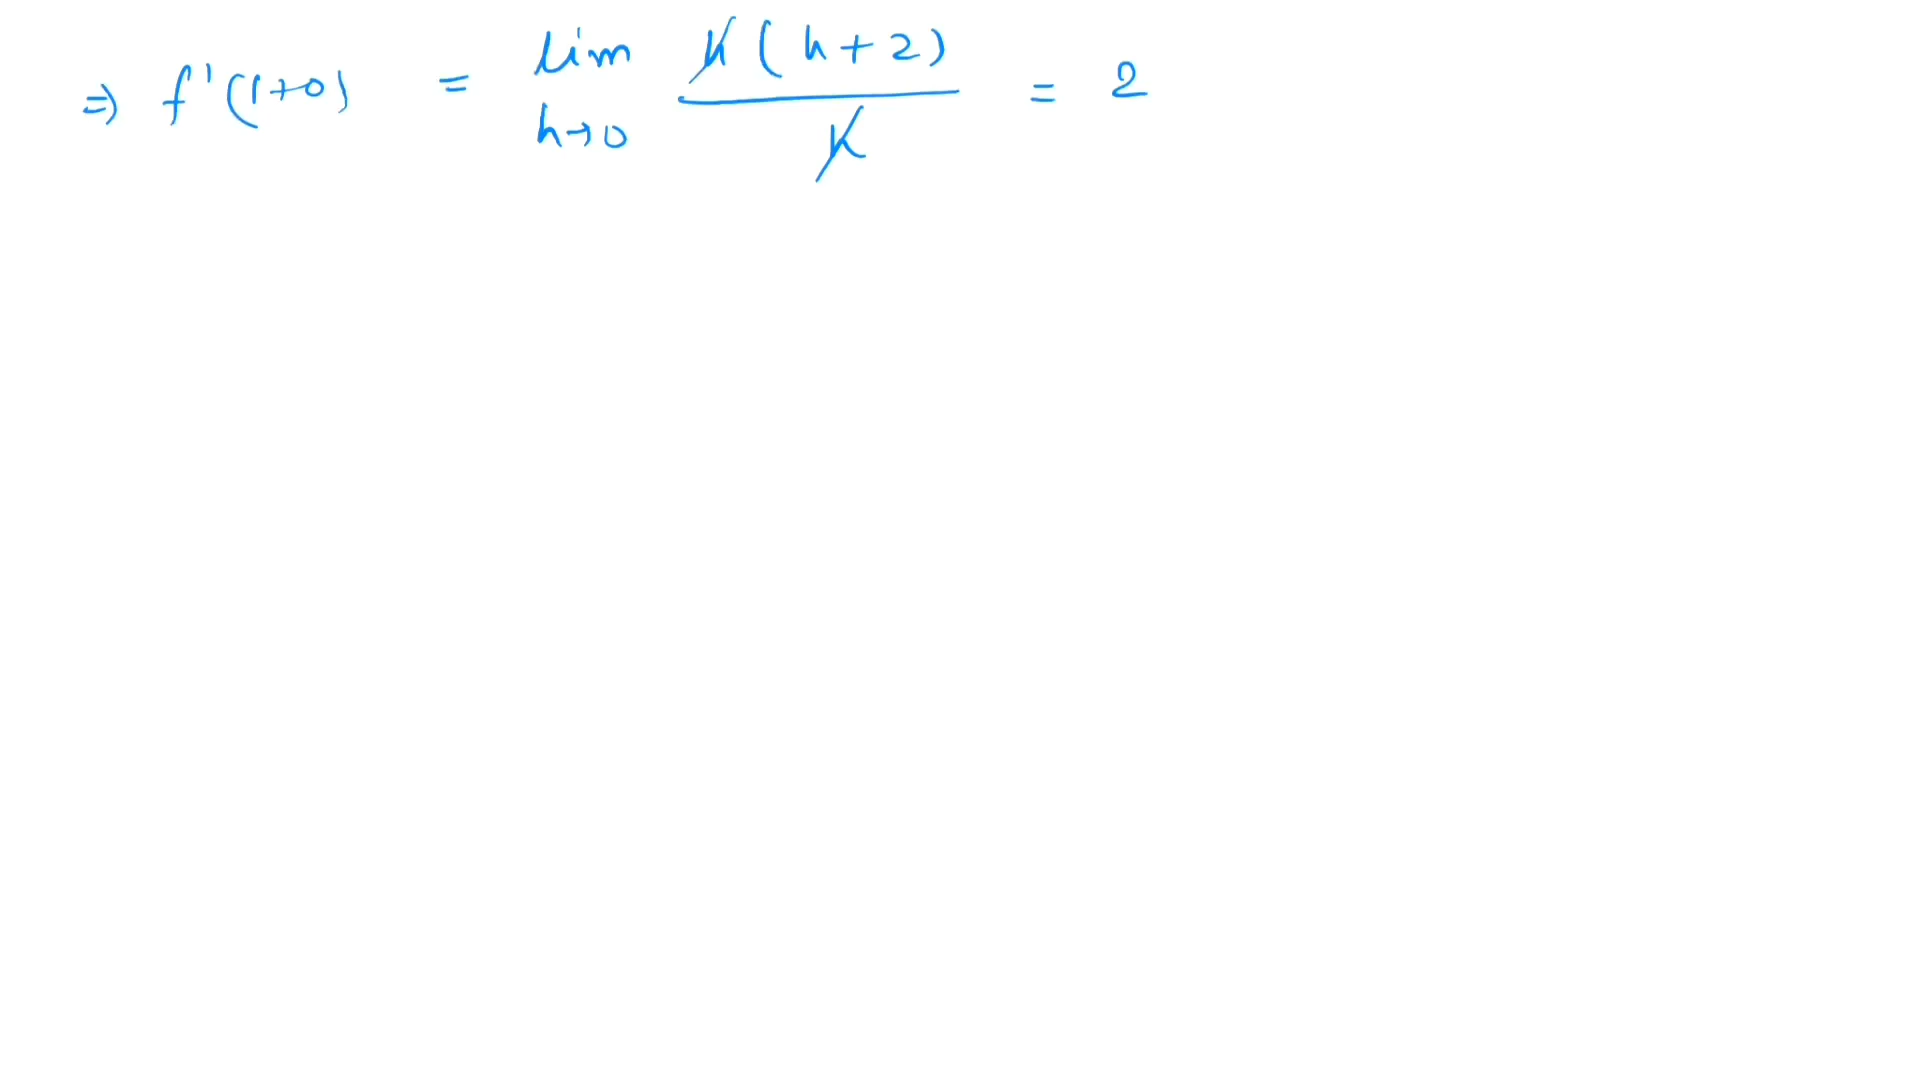 ⇒ f'(1+0) = lim h→0 h(h+2)/h = 2